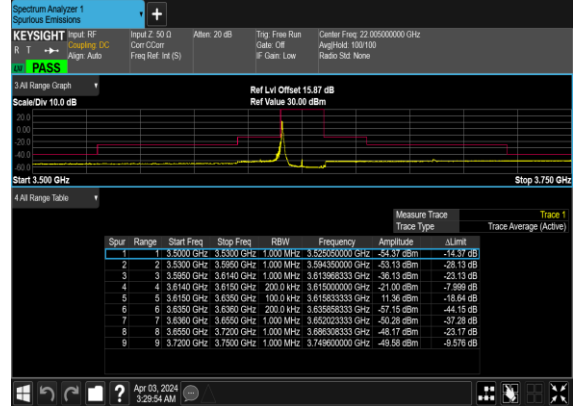 Spectrum Analyzer 1
Spurious Emissions
+
KEYSIGHT Input: RF Input Z: 50 Ω Atten: 20 dB Trig: Free Run Center Freq: 22.005000000 GHz
R T Coupling: DC Corr CCorr Gate: Off Avg|Hold: 100/100
Align: Auto Freq Ref: Int (S) IF Gain: Low Radio Std: None
PASS
3 All Range Graph
Ref Lvl Offset 15.87 dB
Scale/Div 10.0 dB Ref Value 30.00 dBm
20.0
0.00
-20.0
-40.0
-60.0
Start 3.500 GHz Stop 3.750 GHz
4 All Range Table
Measure Trace Trace 1
Trace Type Trace Average (Active)
Spur Range Start Freq Stop Freq RBW Frequency Amplitude ΔLimit
1 1 3.5000 GHz 3.5300 GHz 1.000 MHz 3.525050000 GHz -54.37 dBm -14.37 dB
2 2 3.5300 GHz 3.5950 GHz 1.000 MHz 3.594350000 GHz -53.13 dBm -28.13 dB
3 3 3.5950 GHz 3.6140 GHz 1.000 MHz 3.613968333 GHz -36.13 dBm -23.13 dB
4 4 3.6140 GHz 3.6150 GHz 200.0 kHz 3.615000000 GHz -21.00 dBm -7.999 dB
5 5 3.6150 GHz 3.6350 GHz 100.0 kHz 3.615833333 GHz 11.36 dBm -18.64 dB
6 6 3.6350 GHz 3.6360 GHz 200.0 kHz 3.635858333 GHz -57.15 dBm -44.15 dB
7 7 3.6360 GHz 3.6550 GHz 1.000 MHz 3.652023333 GHz -50.28 dBm -37.28 dB
8 8 3.6550 GHz 3.7200 GHz 1.000 MHz 3.686308333 GHz -48.17 dBm -23.17 dB
9 9 3.7200 GHz 3.7500 GHz 1.000 MHz 3.749600000 GHz -49.58 dBm -9.576 dB
? Apr 03, 2024
3:29:54 AM